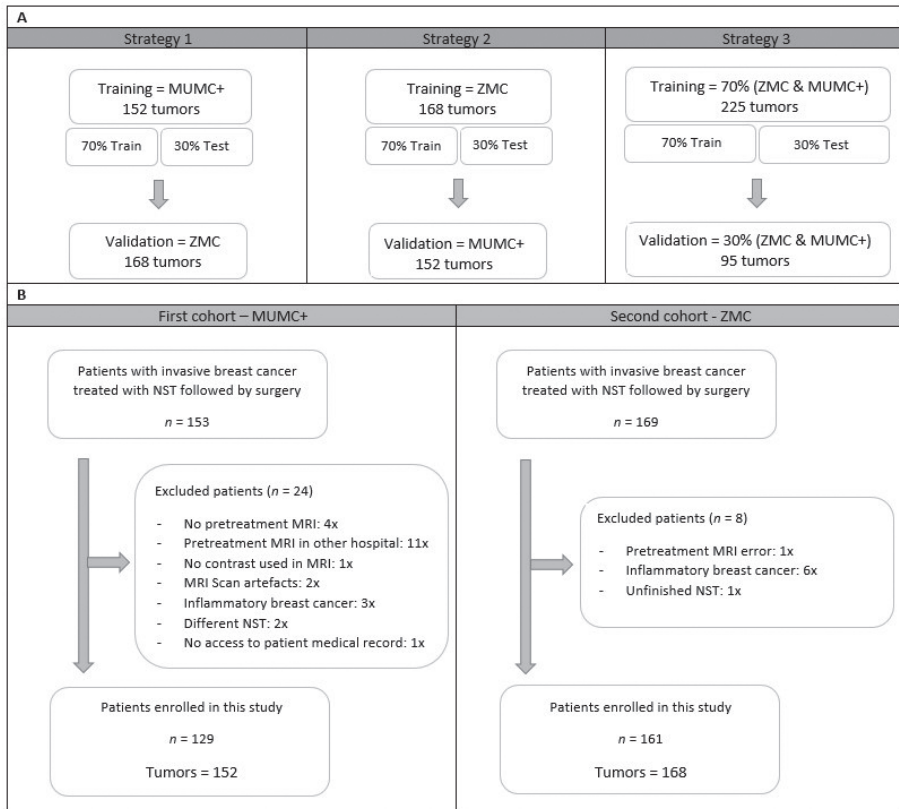 A
Strategy 1
Training = MUMC+
152 tumors
70% Train
30% Test
Validation = ZMC
168 tumors
Strategy 2
Training = ZMC
168 tumors
70% Train
30% Test
Validation = MUMC+
152 tumors
Strategy 3
Training = 70% (ZMC & MUMC+)
225 tumors
70% Train
30% Test
Validation = 30% (ZMC & MUMC+)
95 tumors
B
First cohort – MUMC+
Patients with invasive breast cancer
treated with NST followed by surgery
n = 153
Excluded patients (n = 24)
- No pretreatment MRI: 4x
- Pretreatment MRI in other hospital: 11x
- No contrast used in MRI: 1x
- MRI Scan artefacts: 2x
- Inflammatory breast cancer: 3x
- Different NST: 2x
- No access to patient medical record: 1x
Patients enrolled in this study
n = 129
Tumors = 152
Second cohort - ZMC
Patients with invasive breast cancer
treated with NST followed by surgery
n = 169
Excluded patients (n = 8)
- Pretreatment MRI error: 1x
- Inflammatory breast cancer: 6x
- Unfinished NST: 1x
Patients enrolled in this study
n = 161
Tumors = 168